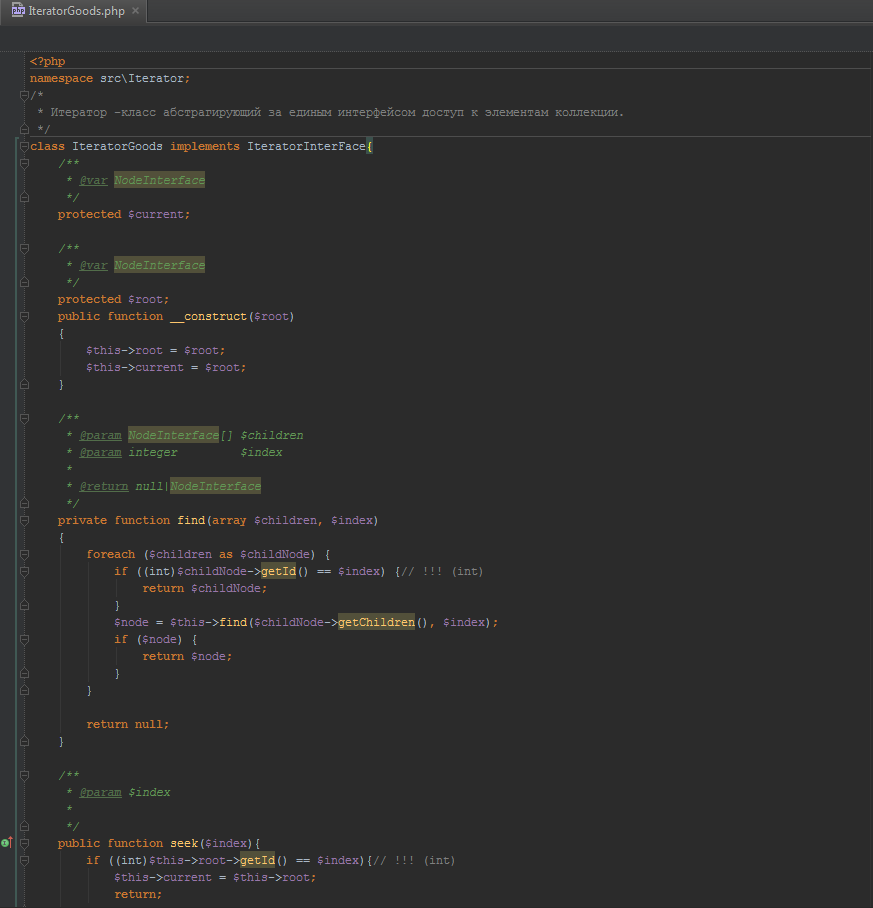 IteratorGoods.php
<?php
namespace src\Iterator;
/*
 * Итератор -класс абстрагирующий за единым интерфейсом доступ к элементам коллекции.
 */
class IteratorGoods implements IteratorInterFace{
    /**
     * @var NodeInterface
     */
    protected $current;

    /**
     * @var NodeInterface
     */
    protected $root;
    public function __construct($root)
    {
        $this->root = $root;
        $this->current = $root;
    }

    /**
     * @param NodeInterface[] $children
     * @param integer         $index
     *
     * @return null|NodeInterface
     */
    private function find(array $children, $index)
    {
        foreach ($children as $childNode) {
            if ((int)$childNode->getId() == $index) {// !!! (int)
                return $childNode;
            }
            $node = $this->find($childNode->getChildren(), $index);
            if ($node) {
                return $node;
            }
        }

        return null;
    }

    /**
     * @param $index
     *
     */
    public function seek($index){
        if ((int)$this->root->getId() == $index){// !!! (int)
            $this->current = $this->root;
            return;